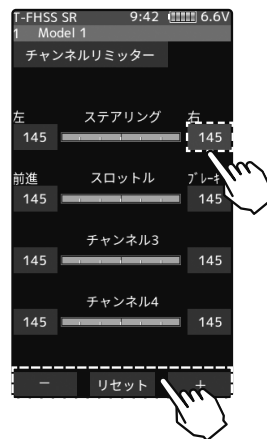 T-FHSS SR 9:42 6.6V
1 Model 1
チャンネルリミッター
左 ステアリング 右
145 145
前進 スロットル ブレーキ
145 145
チャンネル3
145 145
チャンネル4
145 145
− リセット +